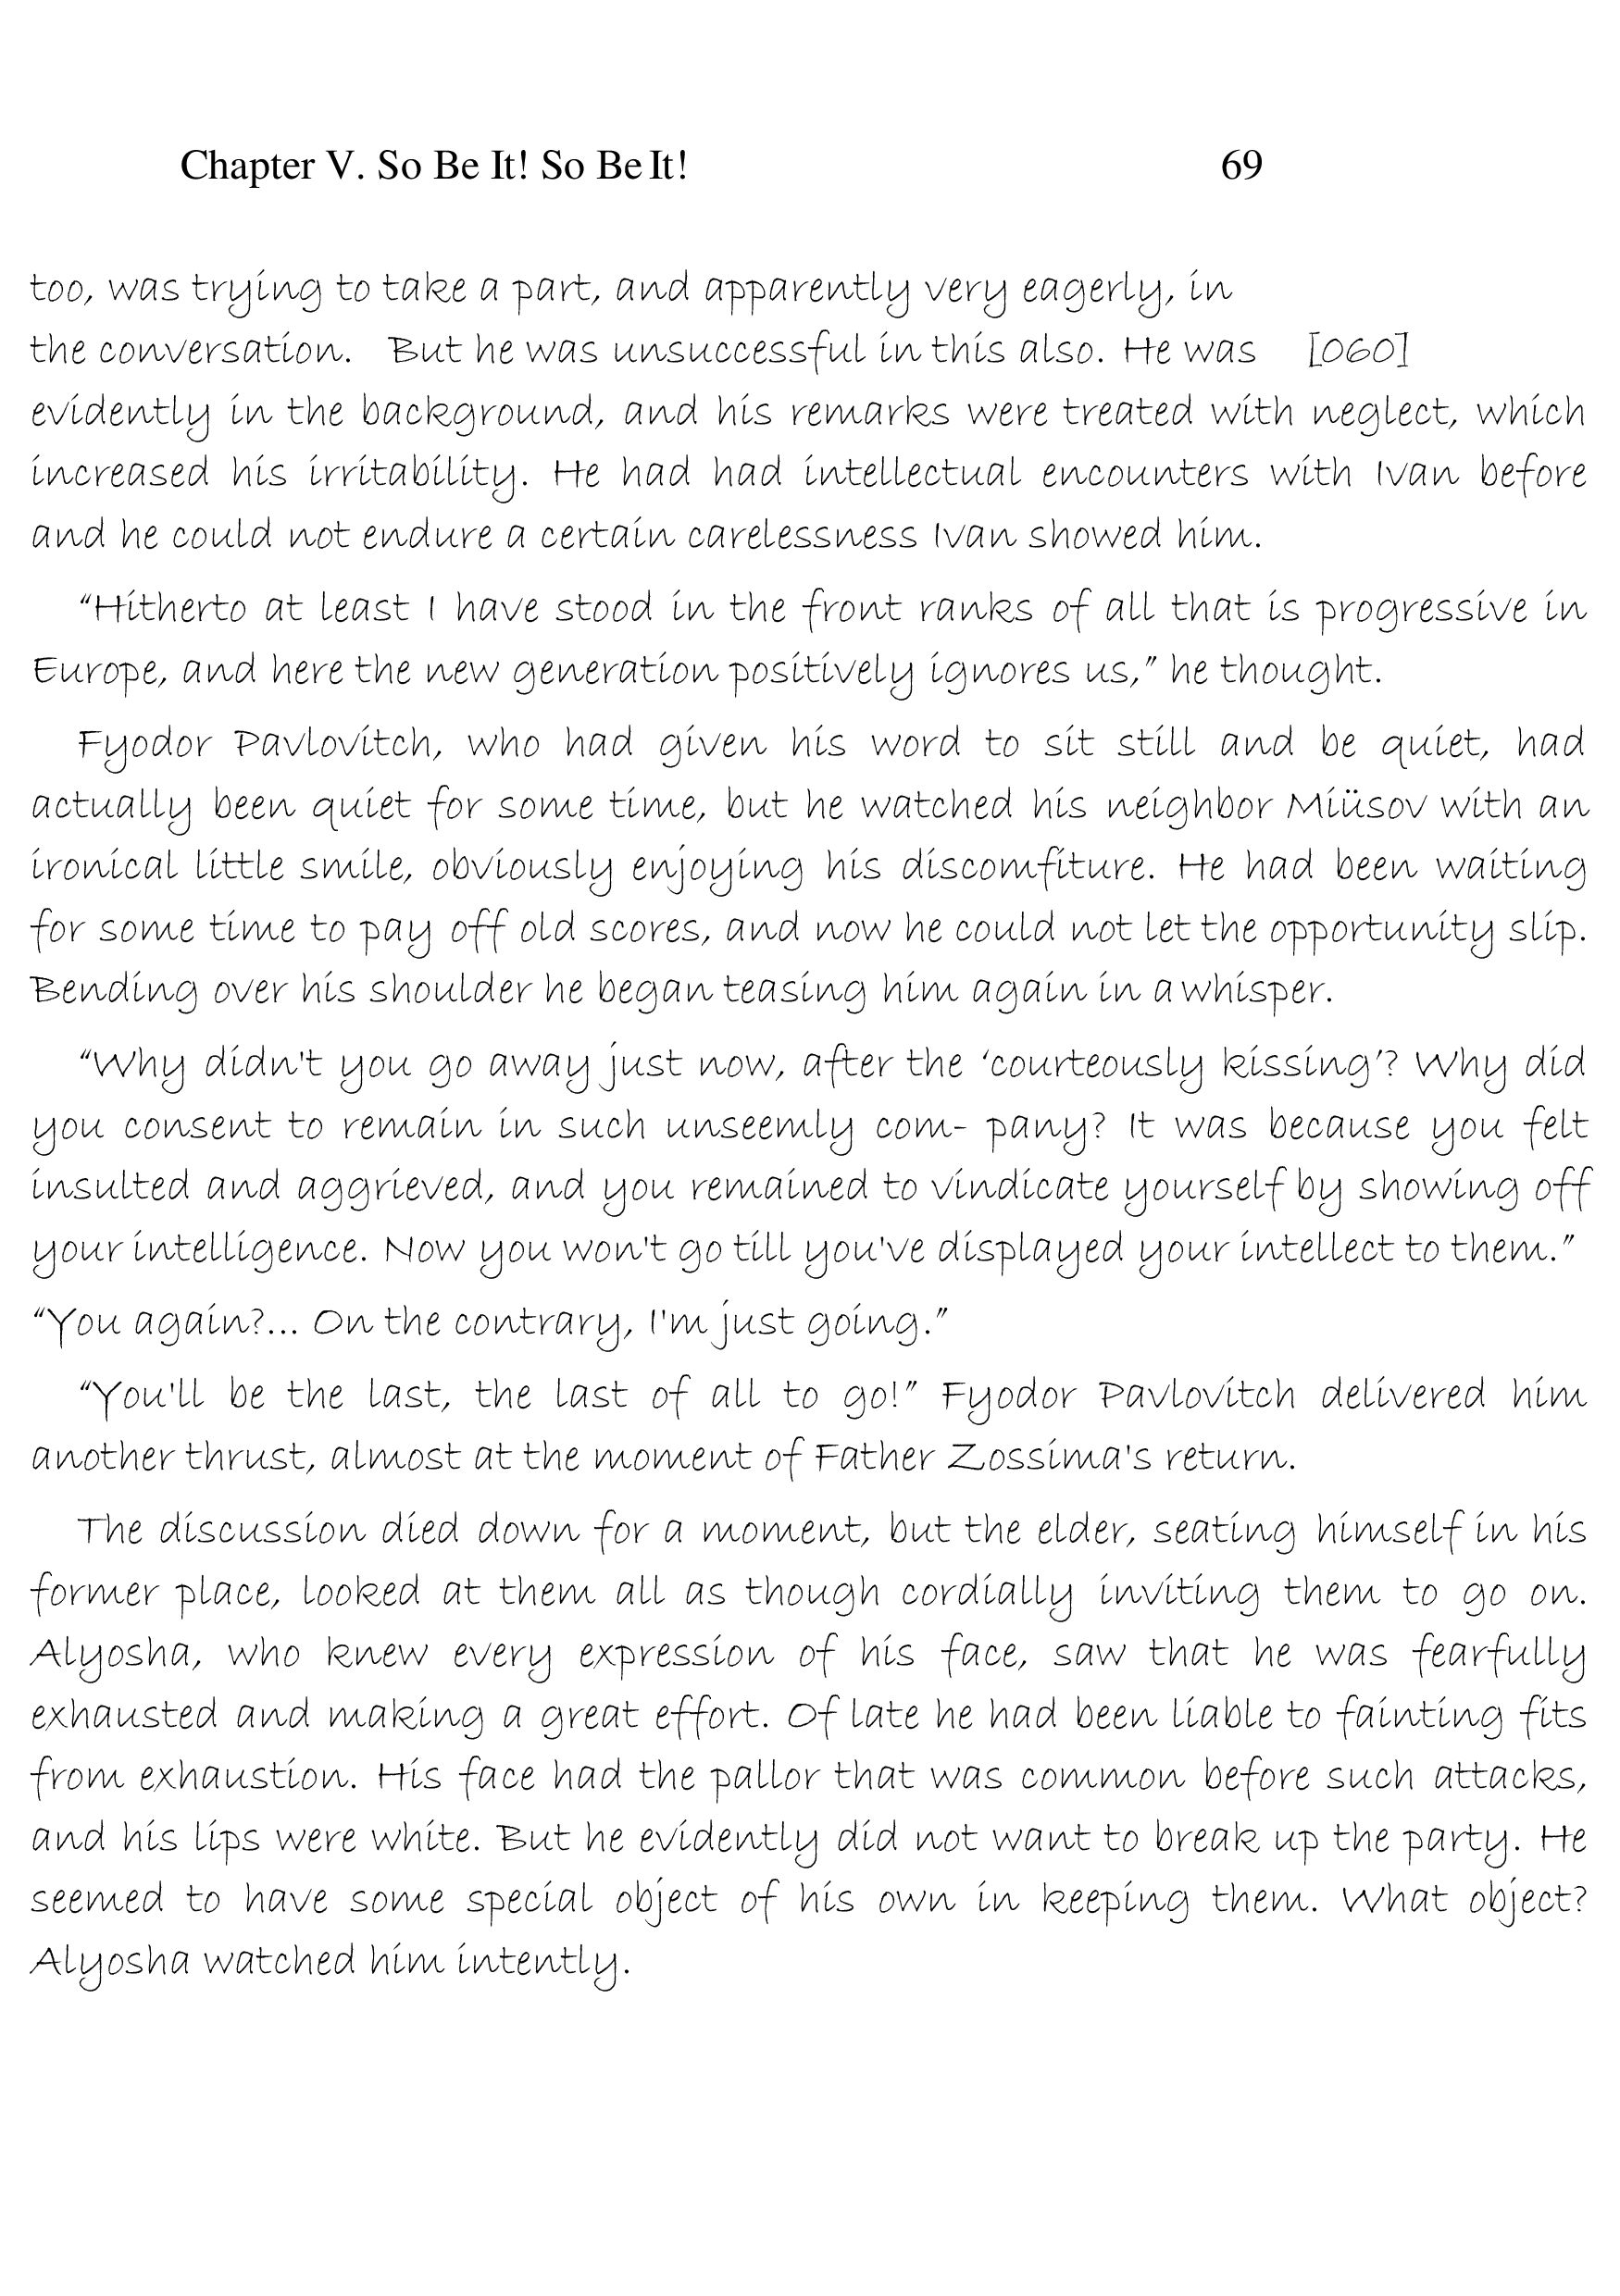 Chapter V. So Be It! So Be It! 69
too, was trying to take a part, and apparently very eagerly, in
the conversation. But he was unsuccessful in this also. He was [060]
evidently in the background, and his remarks were treated with neglect, which
increased his irritability. He had had intellectual encounters with Ivan before
and he could not endure a certain carelessness Ivan showed him.
“Hitherto at least I have stood in the front ranks of all that is progressive in
Europe, and here the new generation positively ignores us,” he thought.
Fyodor Pavlovitch, who had given his word to sit still and be quiet, had
actually been quiet for some time, but he watched his neighbor Miüsov with an
ironical little smile, obviously enjoying his discomfiture. He had been waiting
for some time to pay off old scores, and now he could not let the opportunity slip.
Bending over his shoulder he began teasing him again in a whisper.
“Why didn't you go away just now, after the ‘courteously kissing’? Why did
you consent to remain in such unseemly com- pany? It was because you felt
insulted and aggrieved, and you remained to vindicate yourself by showing off
your intelligence. Now you won't go till you've displayed your intellect to them.”
“You again?... On the contrary, I'm just going.”
“You'll be the last, the last of all to go!” Fyodor Pavlovitch delivered him
another thrust, almost at the moment of Father Zossima's return.
The discussion died down for a moment, but the elder, seating himself in his
former place, looked at them all as though cordially inviting them to go on.
Alyosha, who knew every expression of his face, saw that he was fearfully
exhausted and making a great effort. Of late he had been liable to fainting fits
from exhaustion. His face had the pallor that was common before such attacks,
and his lips were white. But he evidently did not want to break up the party. He
seemed to have some special object of his own in keeping them. What object?
Alyosha watched him intently.